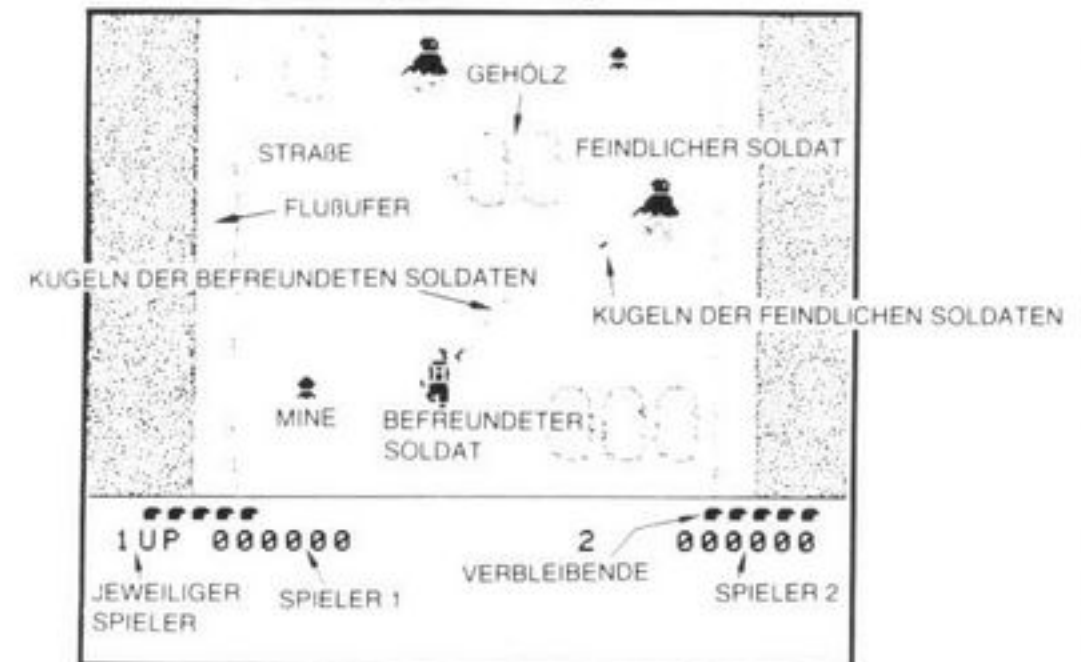 GEHÖLZ
STRAßE
FEINDLICHER SOLDAT
FLUßUFER
KUGELN DER BEFREUNDETEN SOLDATEN
KUGELN DER FEINDLICHEN SOLDATEN
MINE
BEFREUNDETER
SOLDAT
1UP 000000
2 000000
VERBLEIBENDE
JEWEILIGER
SPIELER
SPIELER 1
SPIELER 2